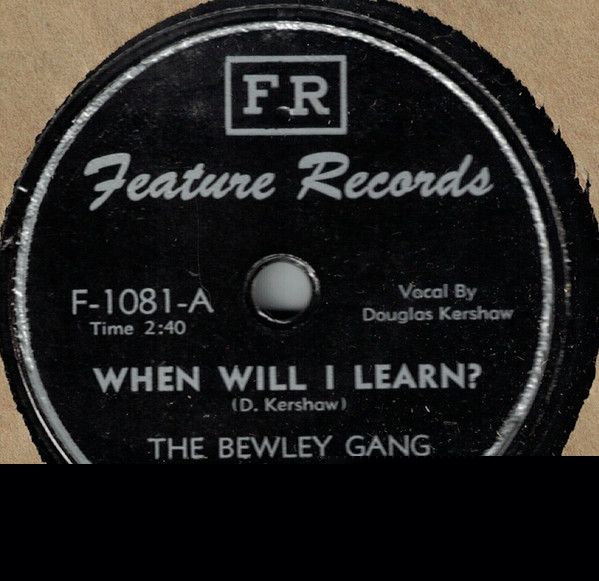 FR
Feature Records
F-1081-A
Time 2:40
Vocal By
Douglas Kershaw
WHEN WILL I LEARN?
(D. Kershaw)
THE BEWLEY GANG